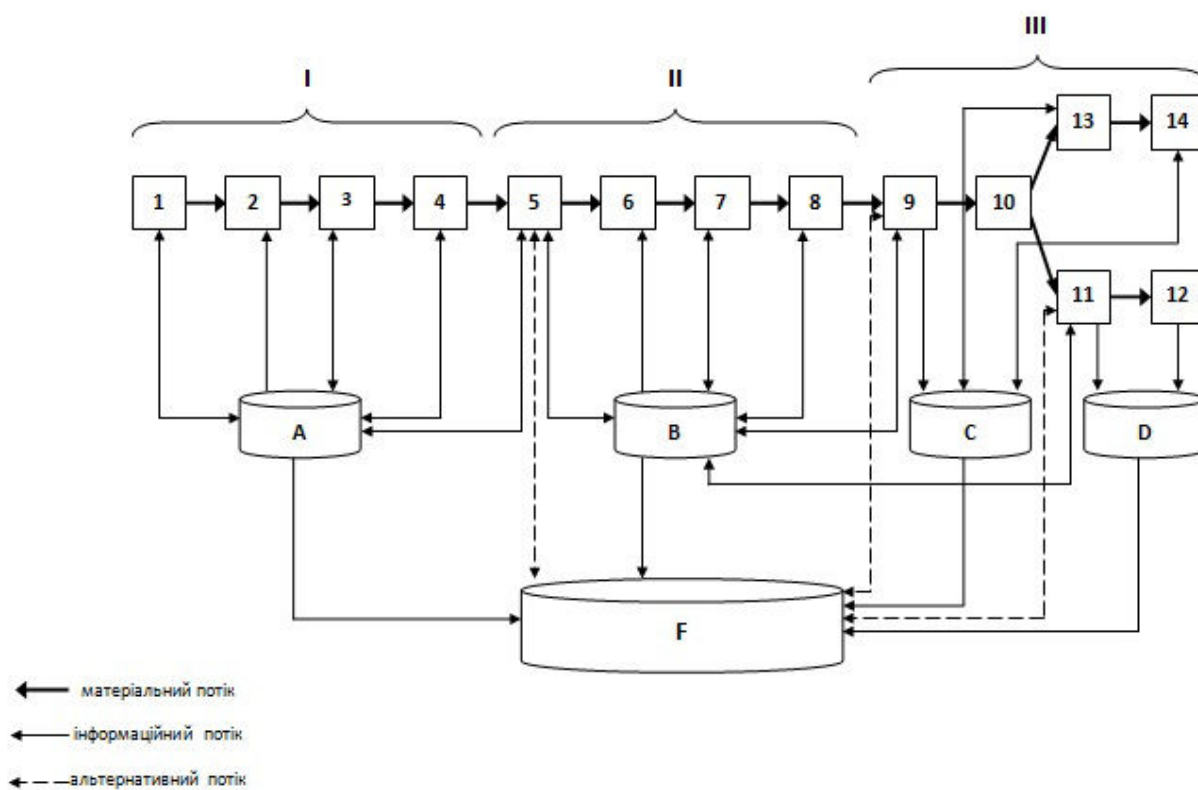 III
I
II
13
14
1
2
3
4
5
6
7
8
9
10
11
12
A
B
C
D
F
матеріальний потік
інформаційний потік
альтернативний потік